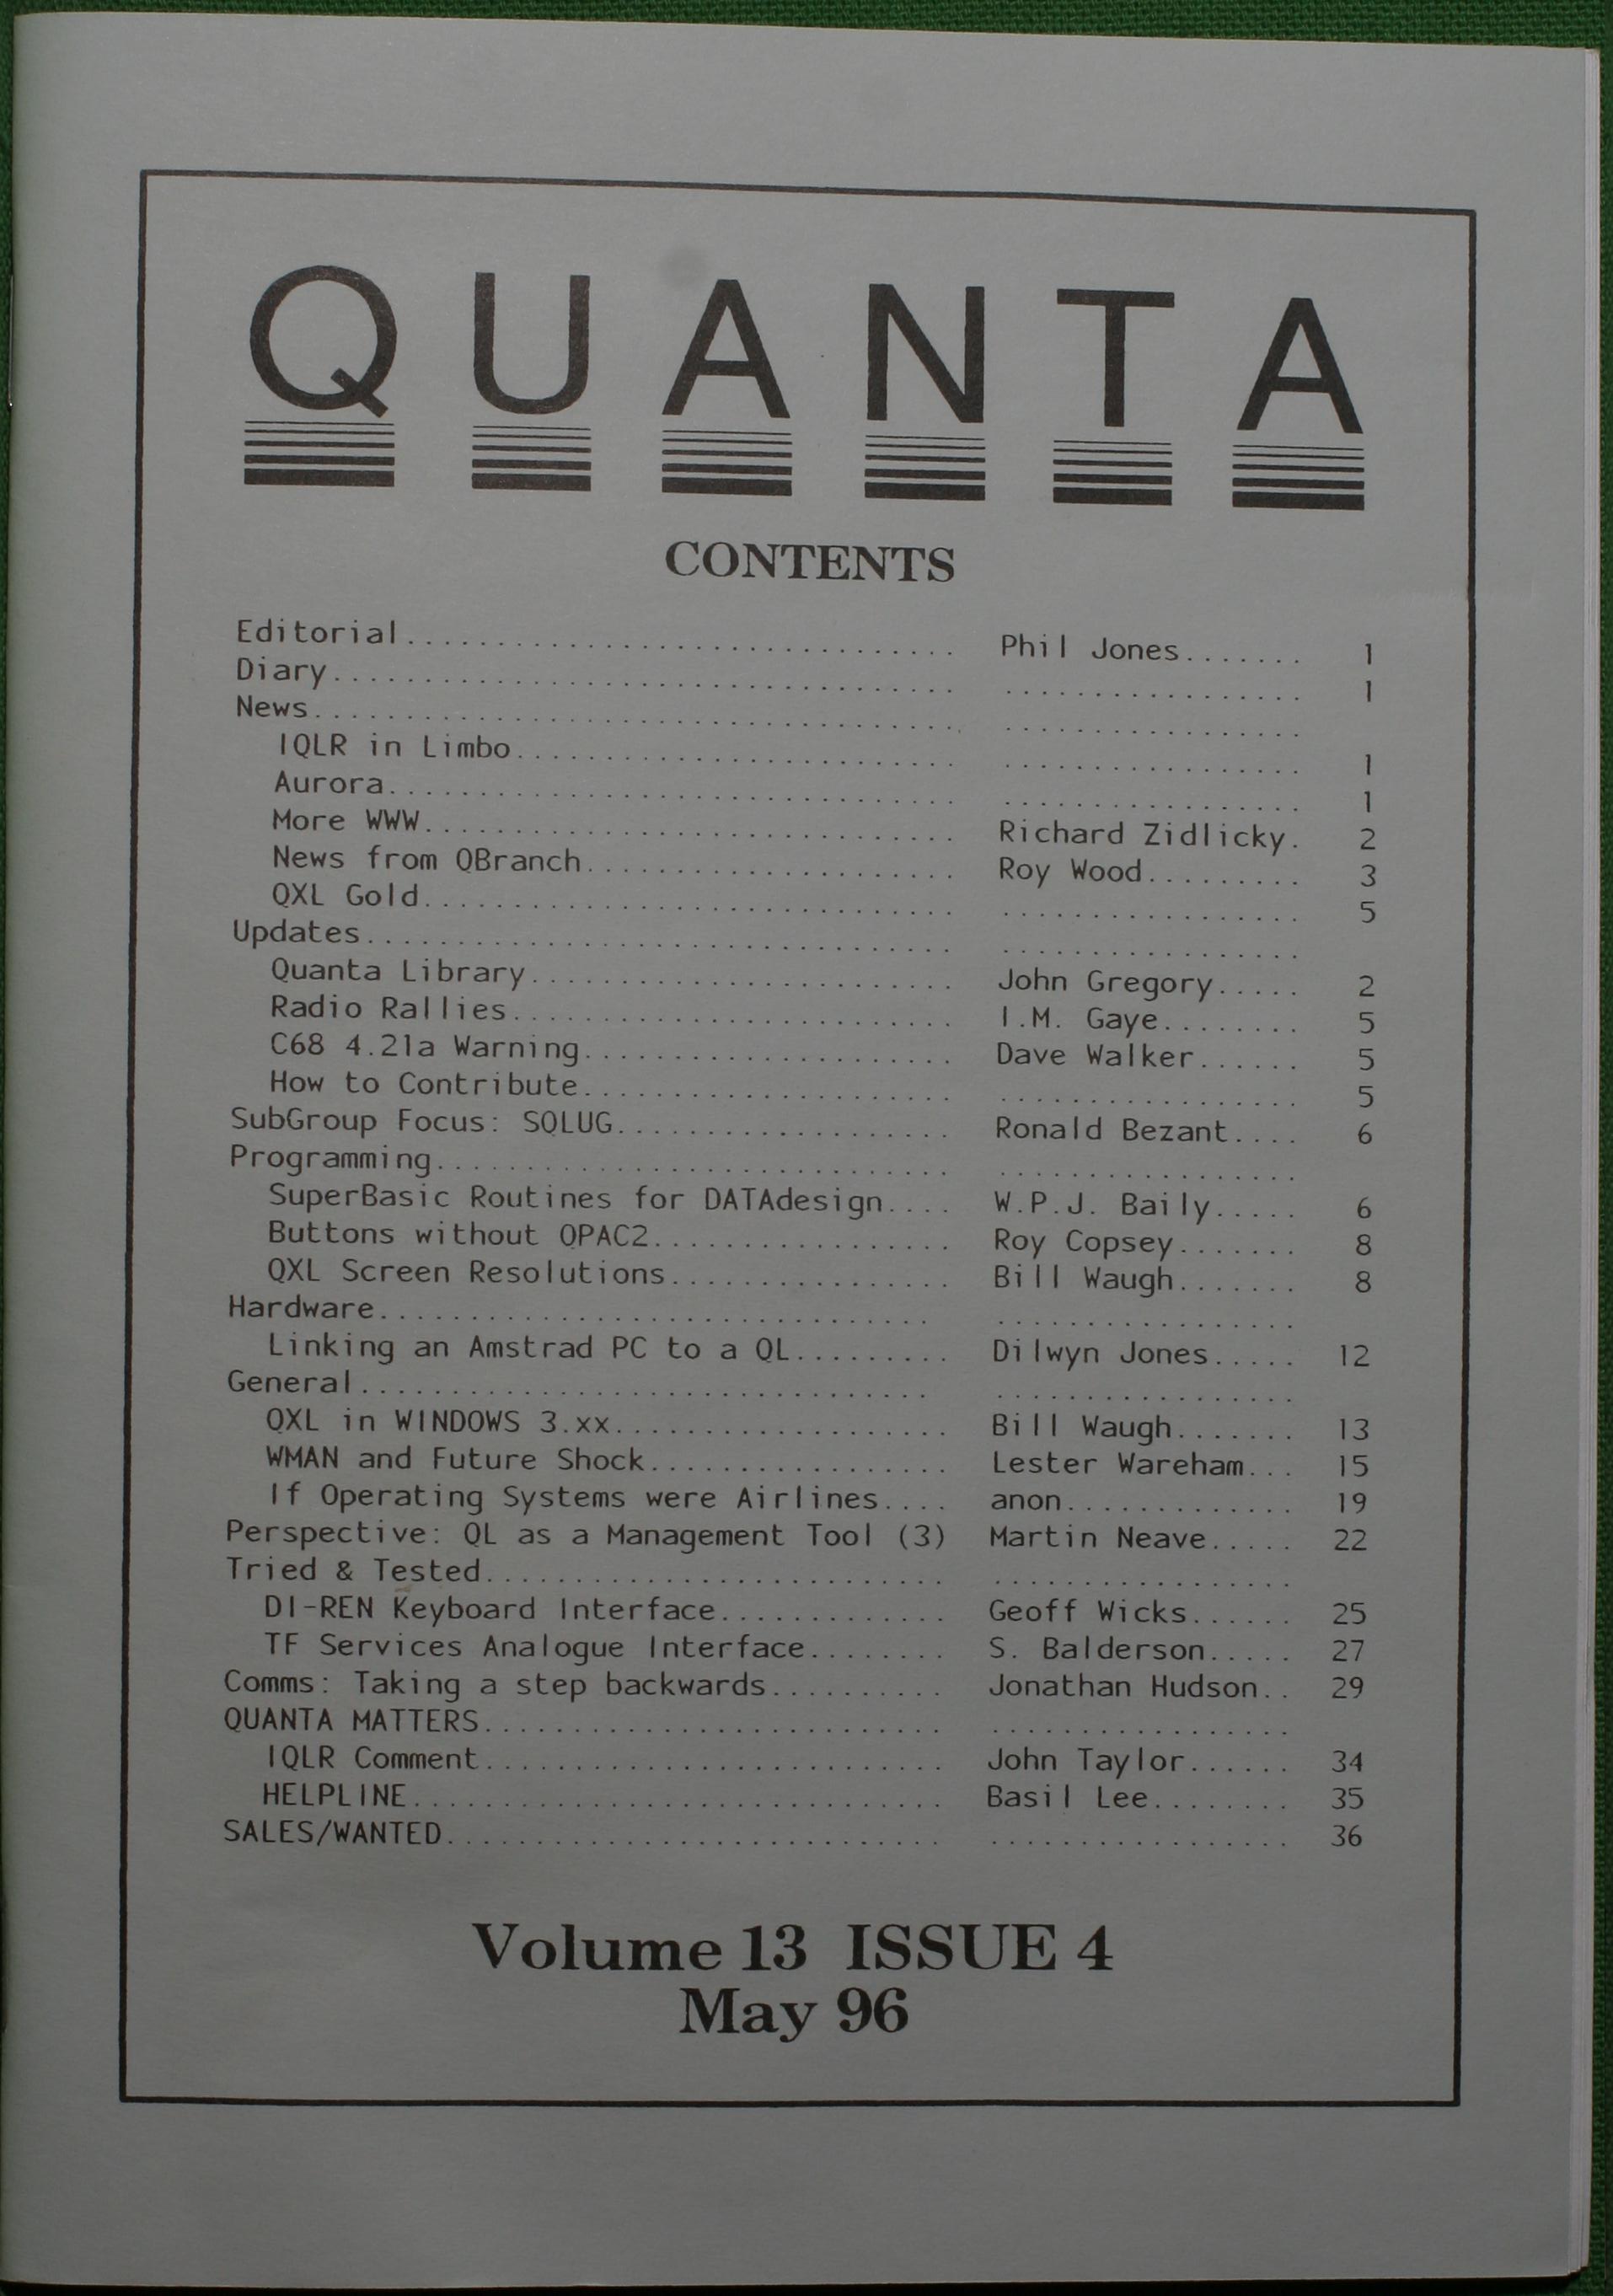 QUANTA
CONTENTS
Editorial.............................. Phil Jones....... 1
Diary.................................. ................. 1
News................................... .................
IQLR in Limbo........................ ................. 1
Aurora............................... ................. 1
More WWW............................. Richard Zidlicky. 2
News from QBranch.................... Roy Wood......... 3
QXL Gold............................. ................. 5
Updates................................ .................
Quanta Library....................... John Gregory..... 2
Radio Rallies........................ I.M. Gaye........ 5
C68 4.21a Warning.................... Dave Walker...... 5
How to Contribute.................... ................. 5
SubGroup Focus: SQLUG.................. Ronald Bezant.... 6
Programming............................ .................
SuperBasic Routines for DATAdesign.... W.P.J. Baily..... 6
Buttons without QPAC2................ Roy Copsey....... 8
QXL Screen Resolutions............... Bill Waugh....... 8
Hardware............................... .................
Linking an Amstrad PC to a QL......... Dilwyn Jones..... 12
General................................ .................
QXL in WINDOWS 3.xx.................. Bill Waugh....... 13
WMAN and Future Shock................ Lester Wareham... 15
If Operating Systems were Airlines.... anon............. 19
Perspective: QL as a Management Tool (3) Martin Neave..... 22
Tried & Tested......................... .................
DI-REN Keyboard Interface............. Geoff Wicks...... 25
TF Services Analogue Interface........ S. Balderson..... 27
Comms: Taking a step backwards.......... Jonathan Hudson.. 29
QUANTA MATTERS......................... .................
IQLR Comment......................... John Taylor...... 34
HELPLINE............................. Basil Lee........ 35
SALES/WANTED........................... ................. 36
Volume 13 ISSUE 4
May 96